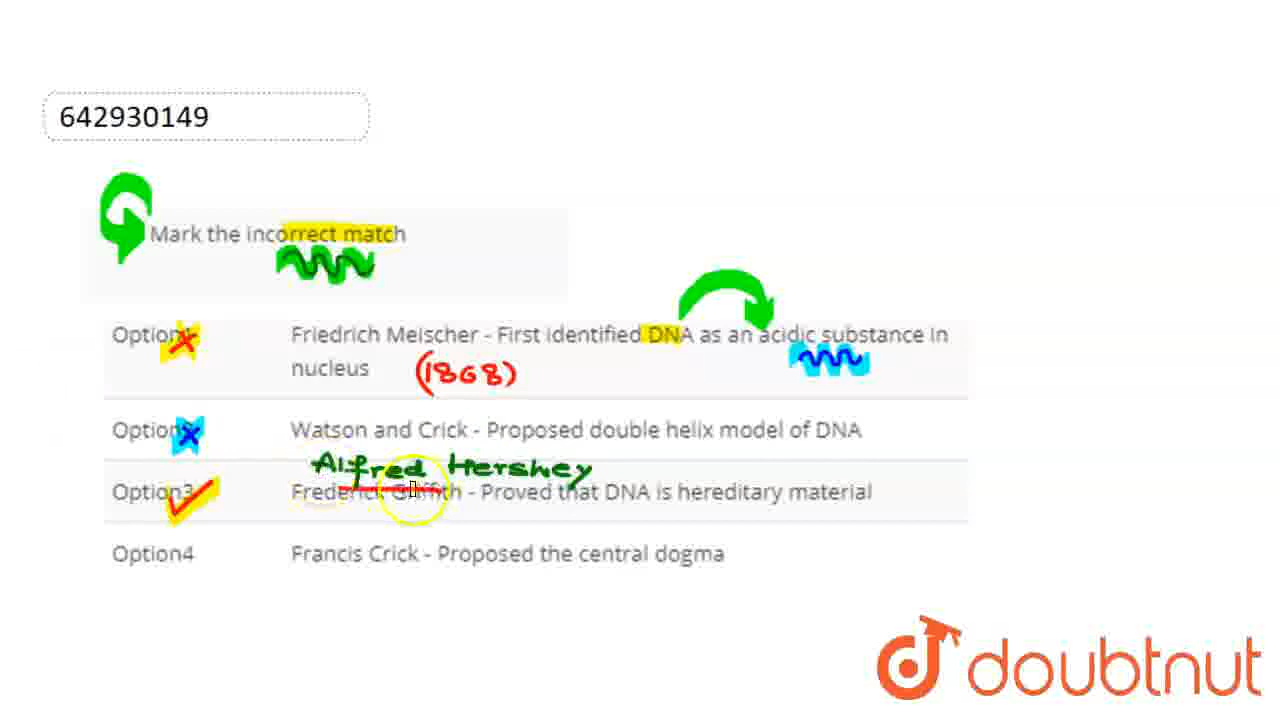 642930149
Mark the incorrect match
Option1
Friedrich Meischer - First identified DNA as an acidic substance in
nucleus (1868)
Option2
Watson and Crick - Proposed double helix model of DNA
Alfred Hershey
Option3
Frederick Griffith - Proved that DNA is hereditary material
Option4
Francis Crick - Proposed the central dogma
doubtnut